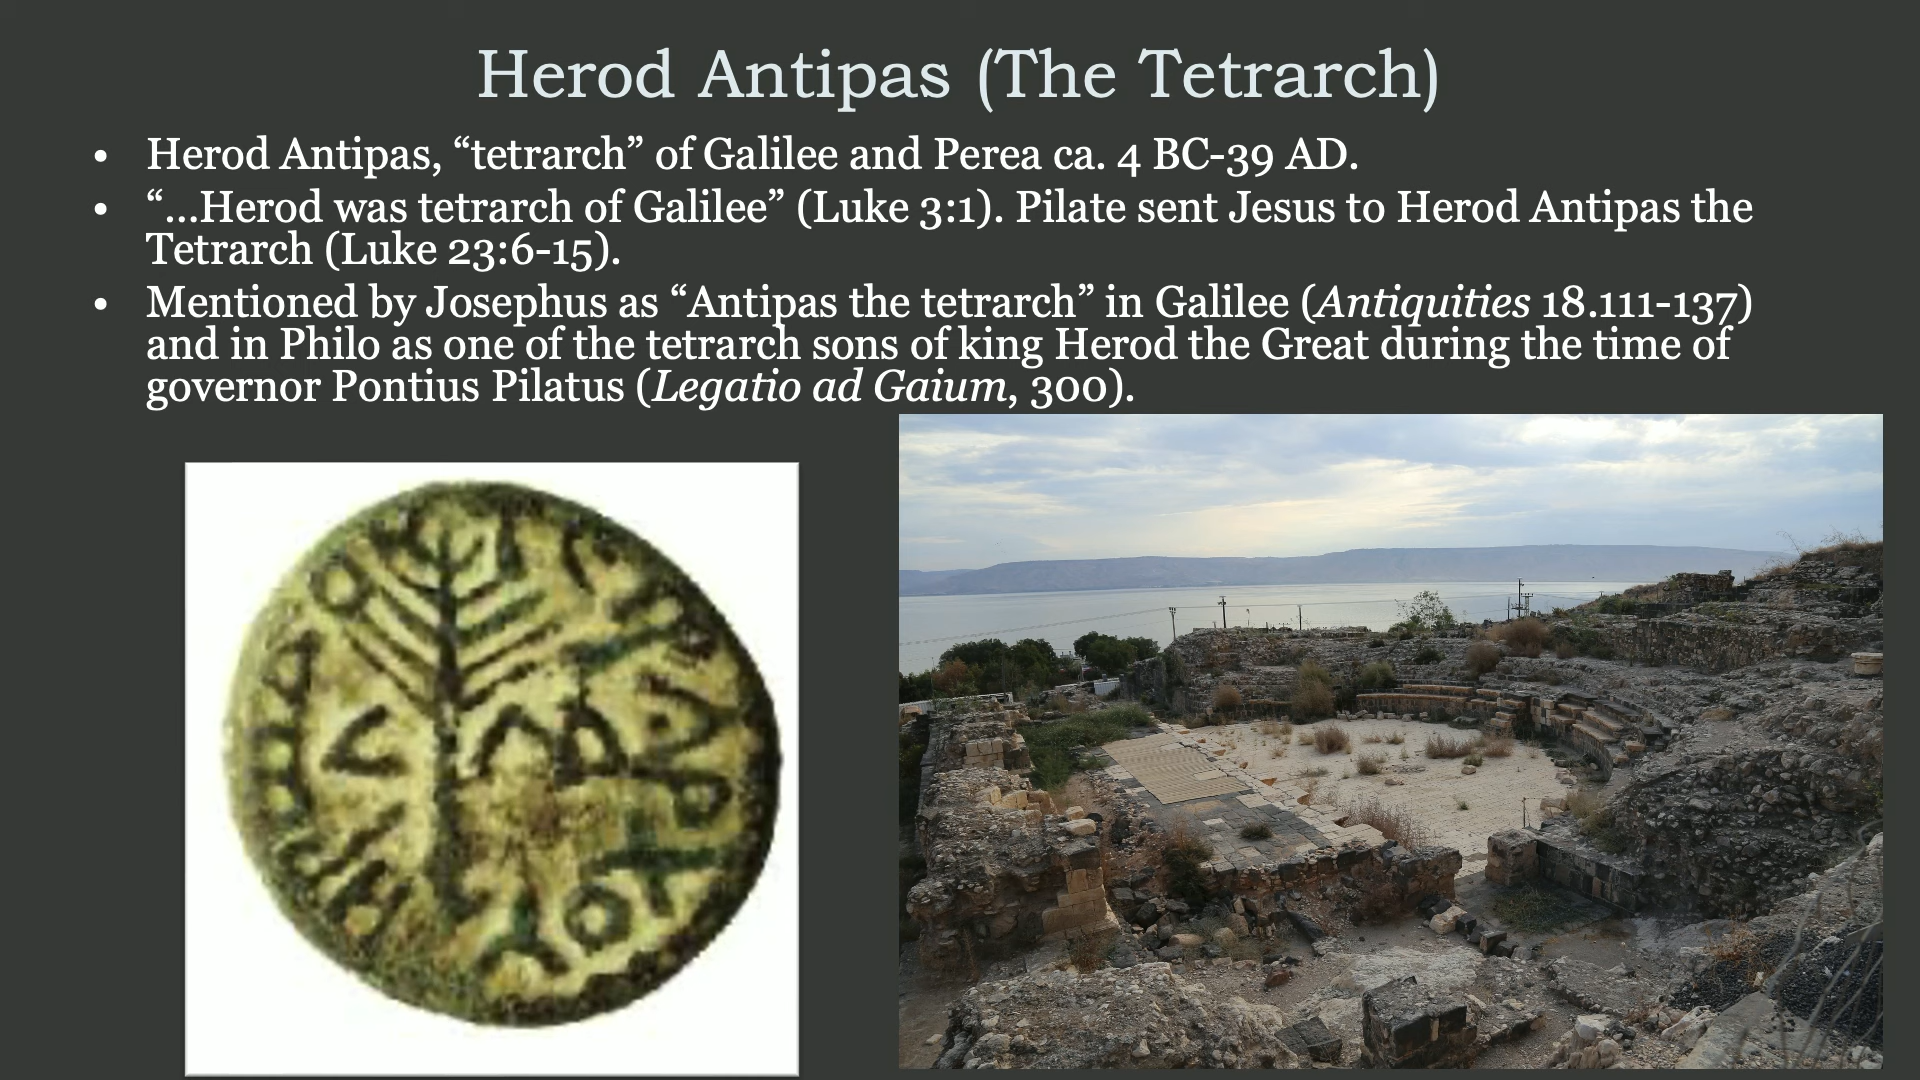 Herod Antipas (The Tetrarch)
• Herod Antipas, “tetrarch” of Galilee and Perea ca. 4 BC-39 AD.
• “…Herod was tetrarch of Galilee” (Luke 3:1). Pilate sent Jesus to Herod Antipas the
Tetrarch (Luke 23:6-15).
• Mentioned by Josephus as “Antipas the tetrarch” in Galilee (Antiquities 18.111-137)
and in Philo as one of the tetrarch sons of king Herod the Great during the time of
governor Pontius Pilatus (Legatio ad Gaium, 300).